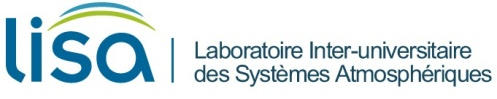 lisa
Laboratoire Inter-universitaire
des Systèmes Atmosphériques